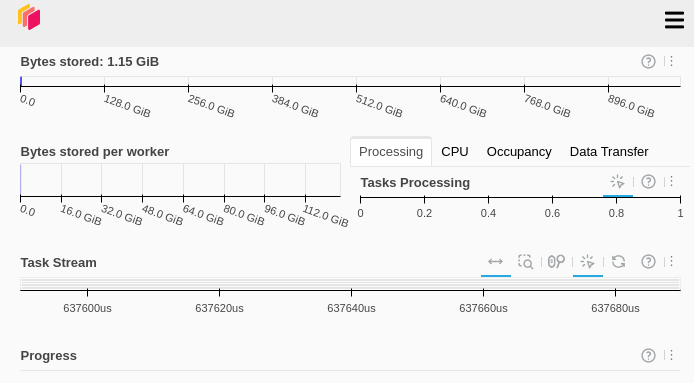 Bytes stored: 1.15 GiB
0.0 128.0 GiB 256.0 GiB 384.0 GiB 512.0 GiB 640.0 GiB 768.0 GiB 896.0 GiB
Bytes stored per worker
0.0 16.0 GiB 32.0 GiB 48.0 GiB 64.0 GiB 80.0 GiB 96.0 GiB 112.0 GiB
Processing CPU Occupancy Data Transfer
Tasks Processing
0 0.2 0.4 0.6 0.8 1
Task Stream
637600us 637620us 637640us 637660us 637680us
Progress